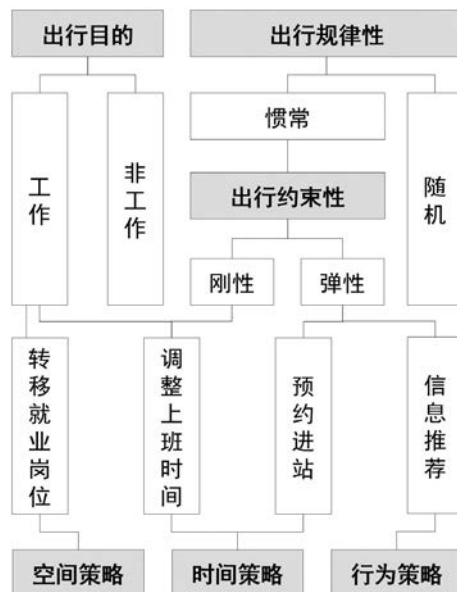 出行目的
出行规律性
工作
非工作
惯常
随机
出行约束性
刚性
弹性
转移就业岗位
调整上班时间
预约进站
信息推荐
空间策略
时间策略
行为策略